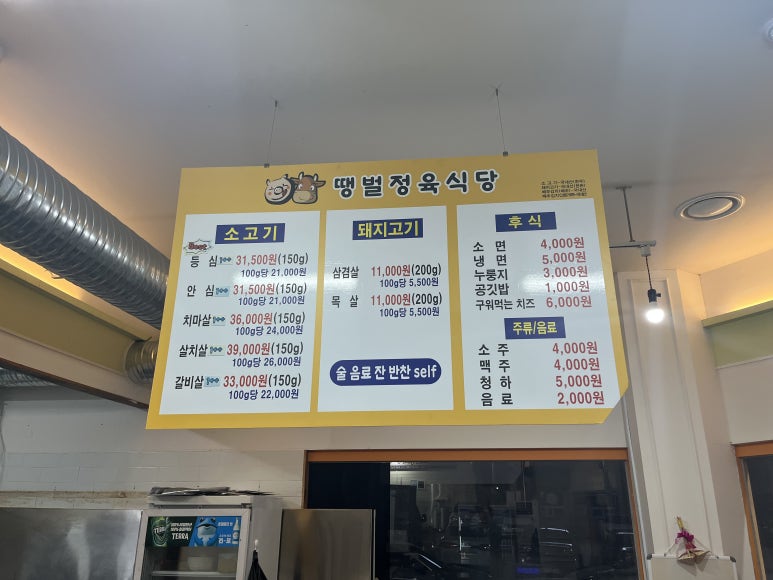 땡벌정육식당
소고기
Best
등심 31,500원(150g)
100g당 21,000원
안심 31,500원(150g)
100g당 21,000원
치마살 36,000원(150g)
100g당 24,000원
살치살 39,000원(150g)
100g당 26,000원
갈비살 33,000원(150g)
100g당 22,000원
돼지고기
삼겹살 11,000원(200g)
100g당 5,500원
목살 11,000원(200g)
100g당 5,500원
술 음료 잔 반찬 self
후식
소면 4,000원
냉면 5,000원
누룽지 3,000원
공깃밥 1,000원
구워먹는 치즈 6,000원
주류/음료
소주 4,000원
맥주 4,000원
청하 5,000원
음료 2,000원
TERRA